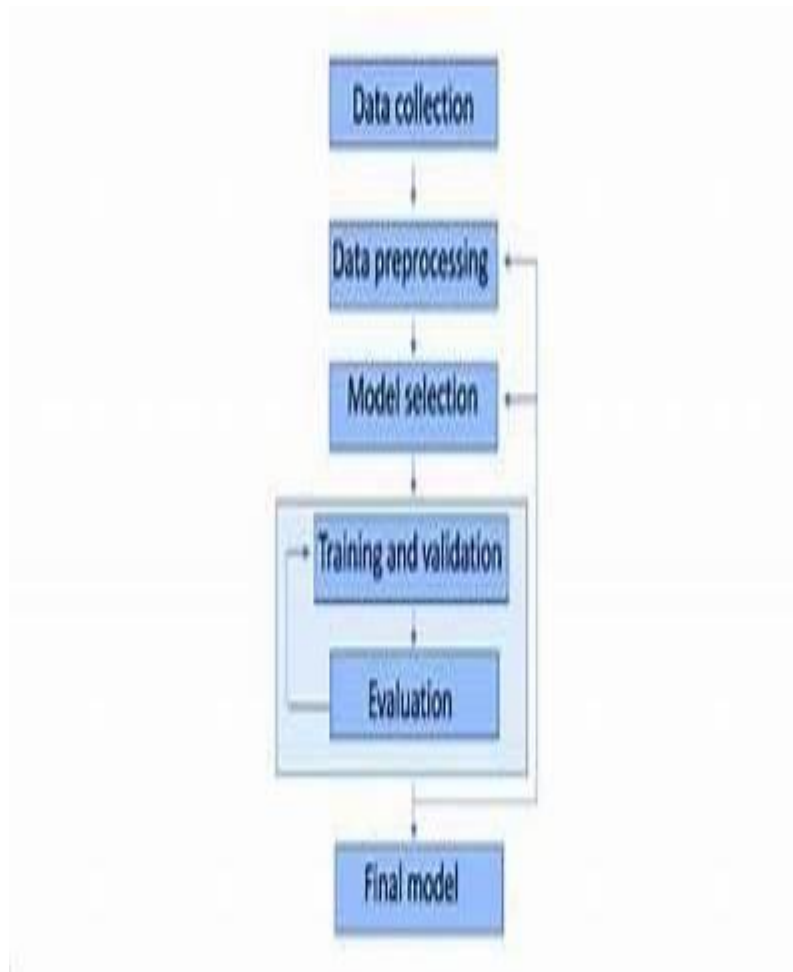 Data collection
Data preprocessing
Model selection
Training and validation
Evaluation
Final model